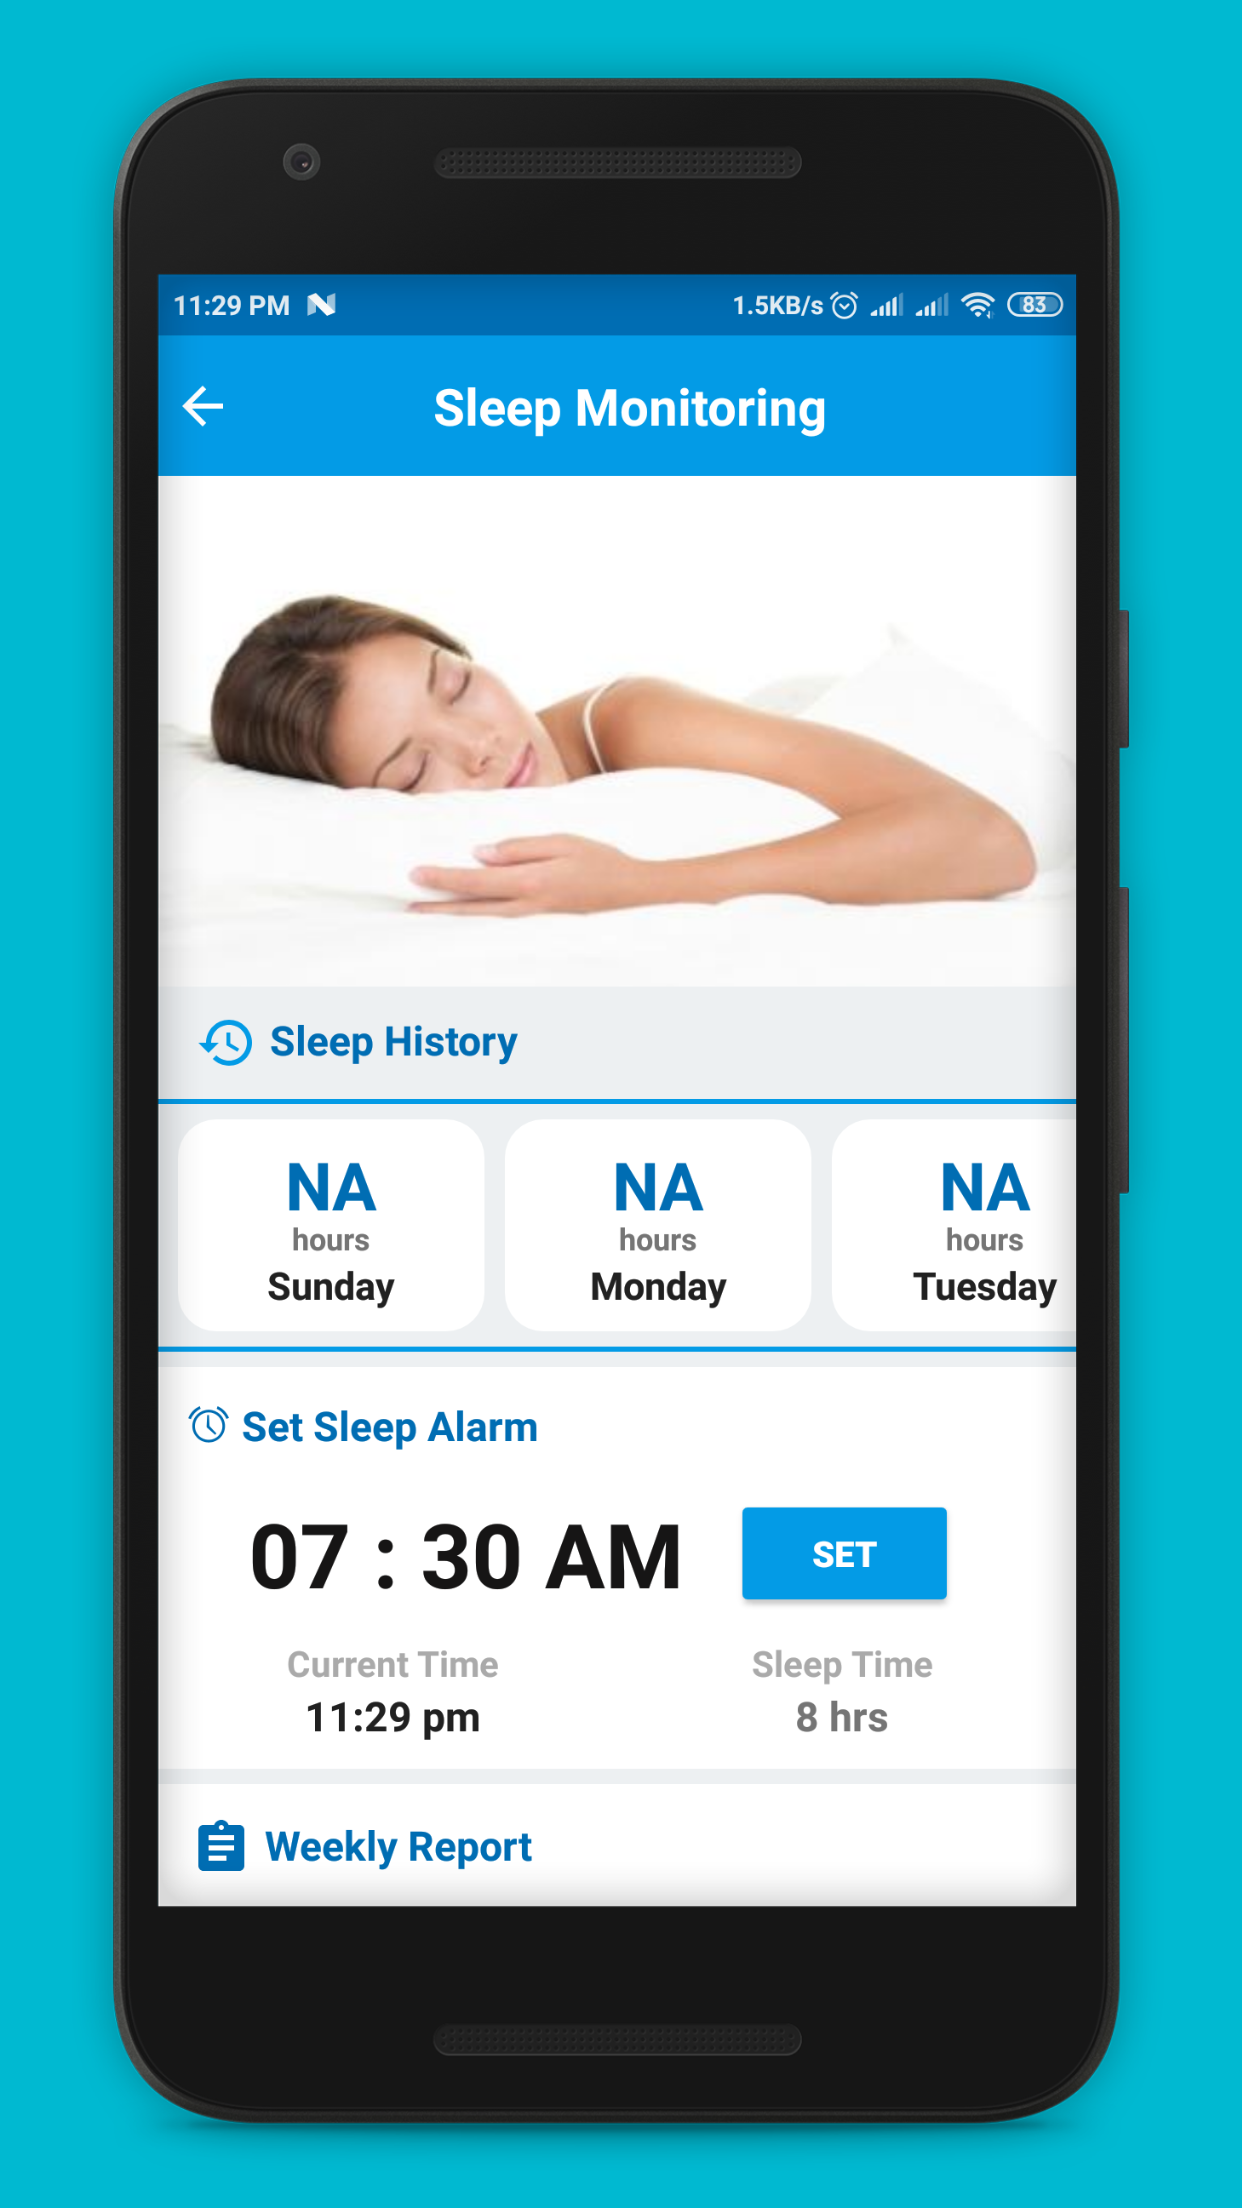 11:29 PM 1.5KB/s 83
Sleep Monitoring
Sleep History
NA NA NA
hours hours hours
Sunday Monday Tuesday
Set Sleep Alarm
07 : 30 AM SET
Current Time Sleep Time
11:29 pm 8 hrs
Weekly Report